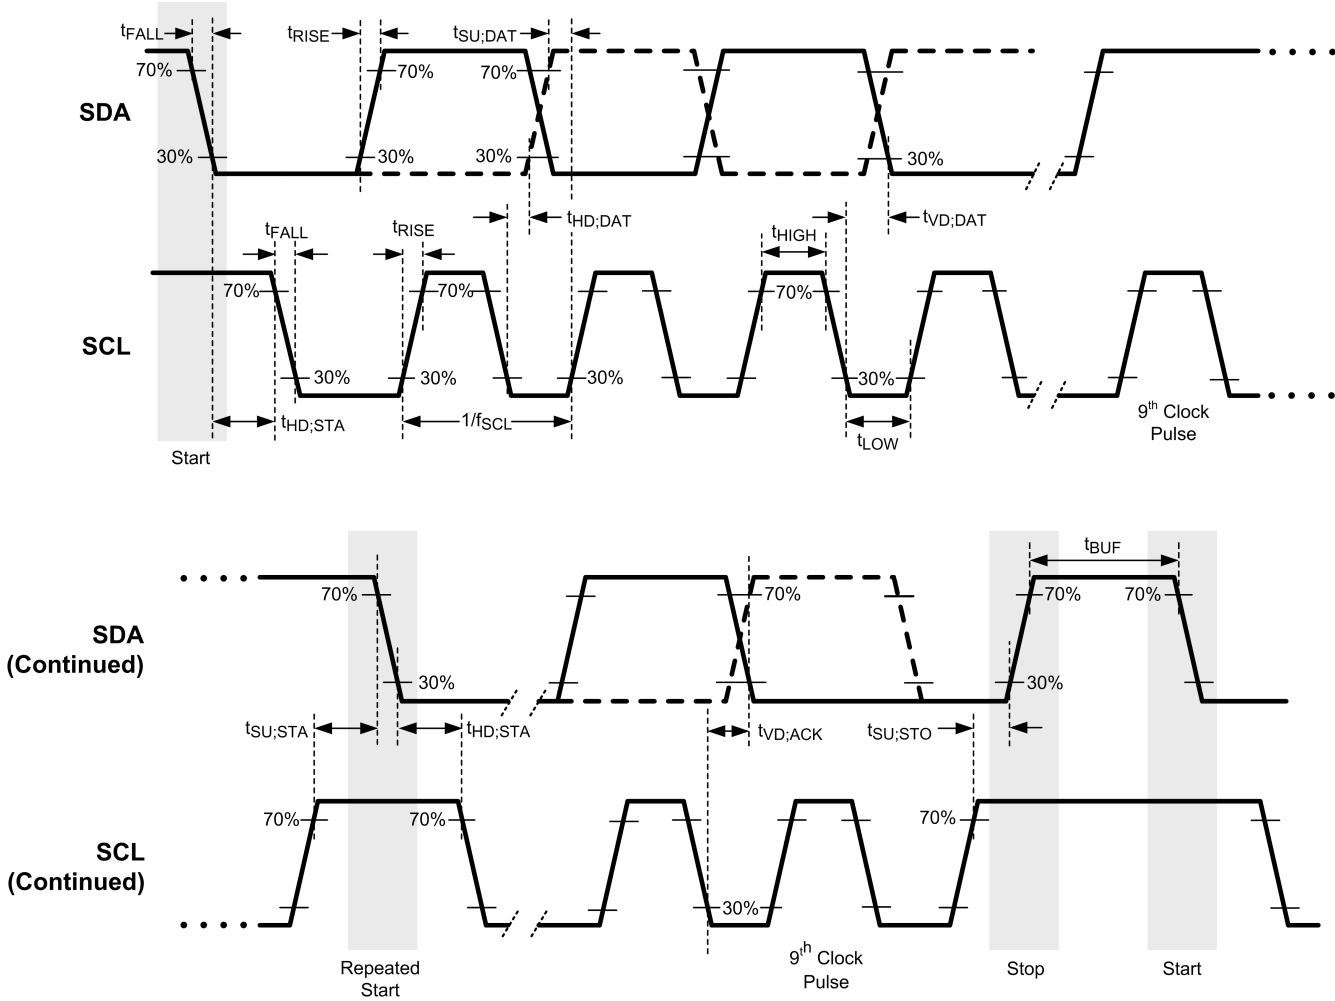 tFALL tRISE tSU;DAT
70% 70% 70%
SDA
30% 30% 30% 30%
tHD;DAT tVD;DAT
tFALL tRISE tHIGH
70% 70% 70%
SCL
30% 30% 30% 30%
tHD;STA 1/fSCL tLOW
9th Clock
Pulse
Start
tBUF
70% 70% 70% 70%
SDA
(Continued)
30% 30%
tSU;STA tHD;STA tVD;ACK tSU;STO
70% 70% 70%
SCL
(Continued)
30%
9th Clock
Pulse
Repeated
Start
Stop
Start